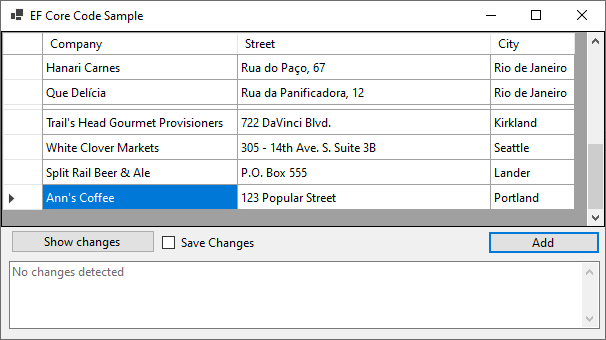 EF Core Code Sample
Company Street City
Hanari Carnes Rua do Paço, 67 Rio de Janeiro
Que Delícia Rua da Panificadora, 12 Rio de Janeiro
Trail's Head Gourmet Provisioners 722 DaVinci Blvd. Kirkland
White Clover Markets 305 - 14th Ave. S. Suite 3B Seattle
Split Rail Beer & Ale P.O. Box 555 Lander
Ann's Coffee 123 Popular Street Portland
Show changes Save Changes Add
No changes detected